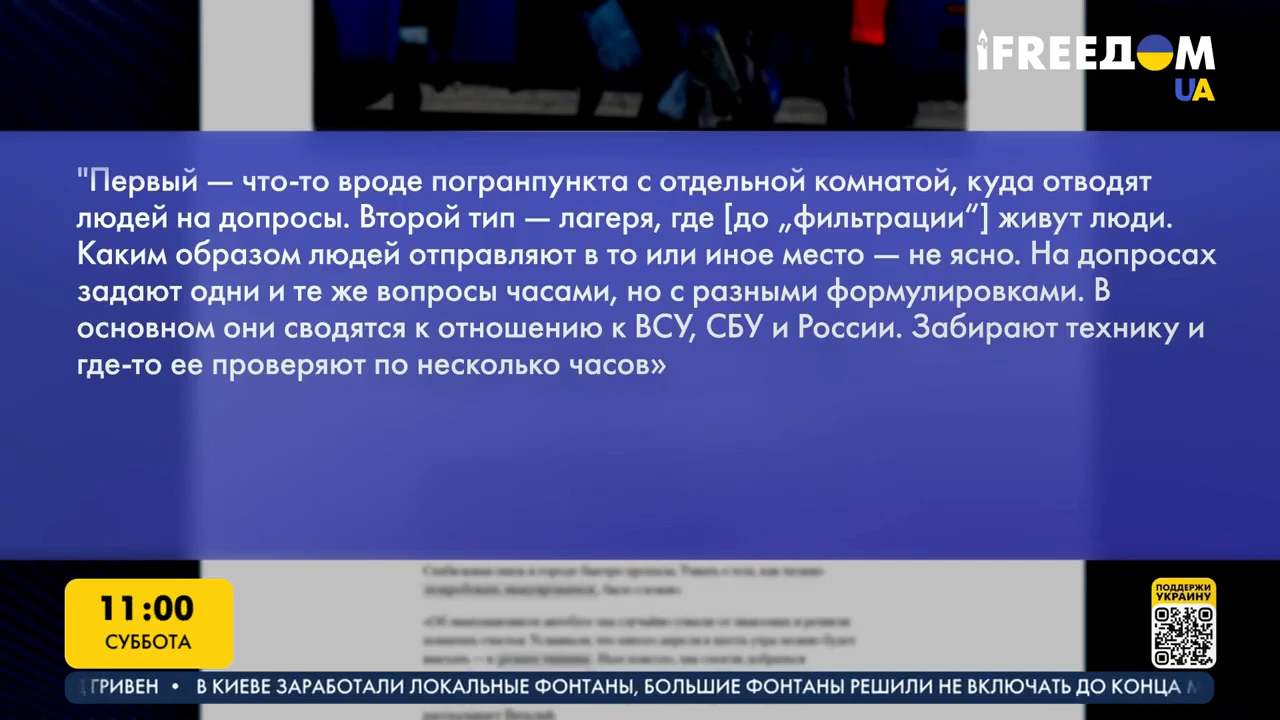 iFREEДОМ
UA
"Первый — что-то вроде погранпункта с отдельной комнатой, куда отводят
людей на допросы. Второй тип — лагеря, где [до „фильтрации“] живут люди.
Каким образом людей отправляют в то или иное место — не ясно. На допросах
задают одни и те же вопросы часами, но с разными формулировками. В
основном они сводятся к отношению к ВСУ, СБУ и России. Забирают технику и
где-то ее проверяют по несколько часов»
11:00
СУББОТА
ПОДДЕРЖИ
УКРАИНУ
ГРИВЕН • В КИЕВЕ ЗАРАБОТАЛИ ЛОКАЛЬНЫЕ ФОНТАНЫ, БОЛЬШИЕ ФОНТАНЫ РЕШИЛИ НЕ ВКЛЮЧАТЬ ДО КОНЦА